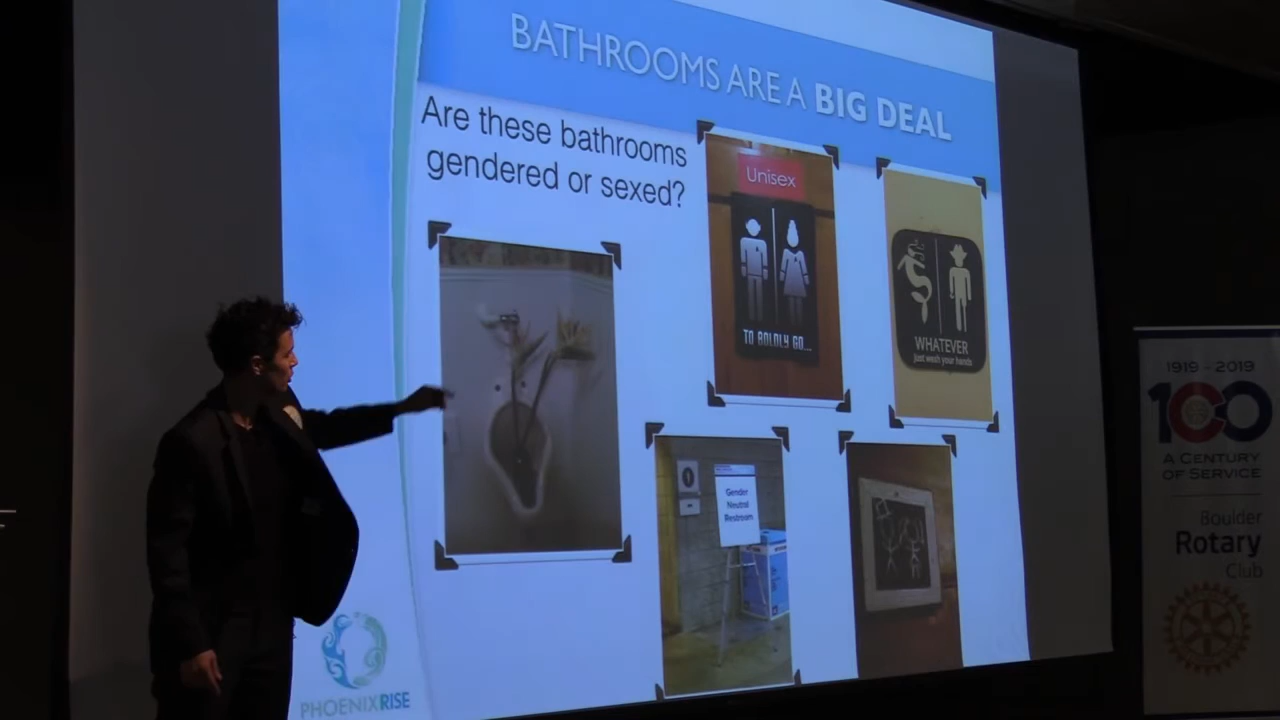 BATHROOMS ARE A BIG DEAL
Are these bathrooms
gendered or sexed?
Unisex
TO BOLDLY GO...
WHATEVER
just wash your hands
Gender
Neutral
Restroom
PHOENIXRISE
1919 - 2019
100
A CENTURY
OF SERVICE
Boulder
Rotary
Club